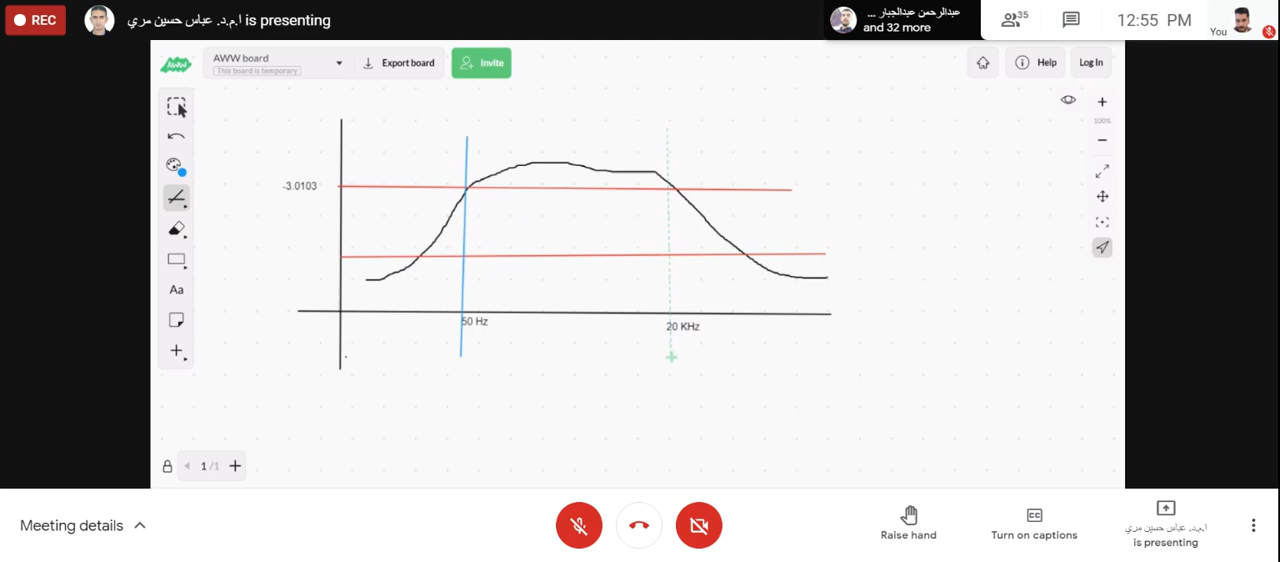 REC
ا.م.د. عباس حسين مري is presenting
عبدالرحمن عبدالجبار ...
and 32 more
35
12:55 PM
You
AWW
AWW board
This board is temporary
Export board
Invite
Help
Log In
100%
-3.0103
Aa
50 Hz
20 KHz
1 /1
Meeting details
Raise hand
CC
Turn on captions
ا.م.د. عباس حسين مري
is presenting